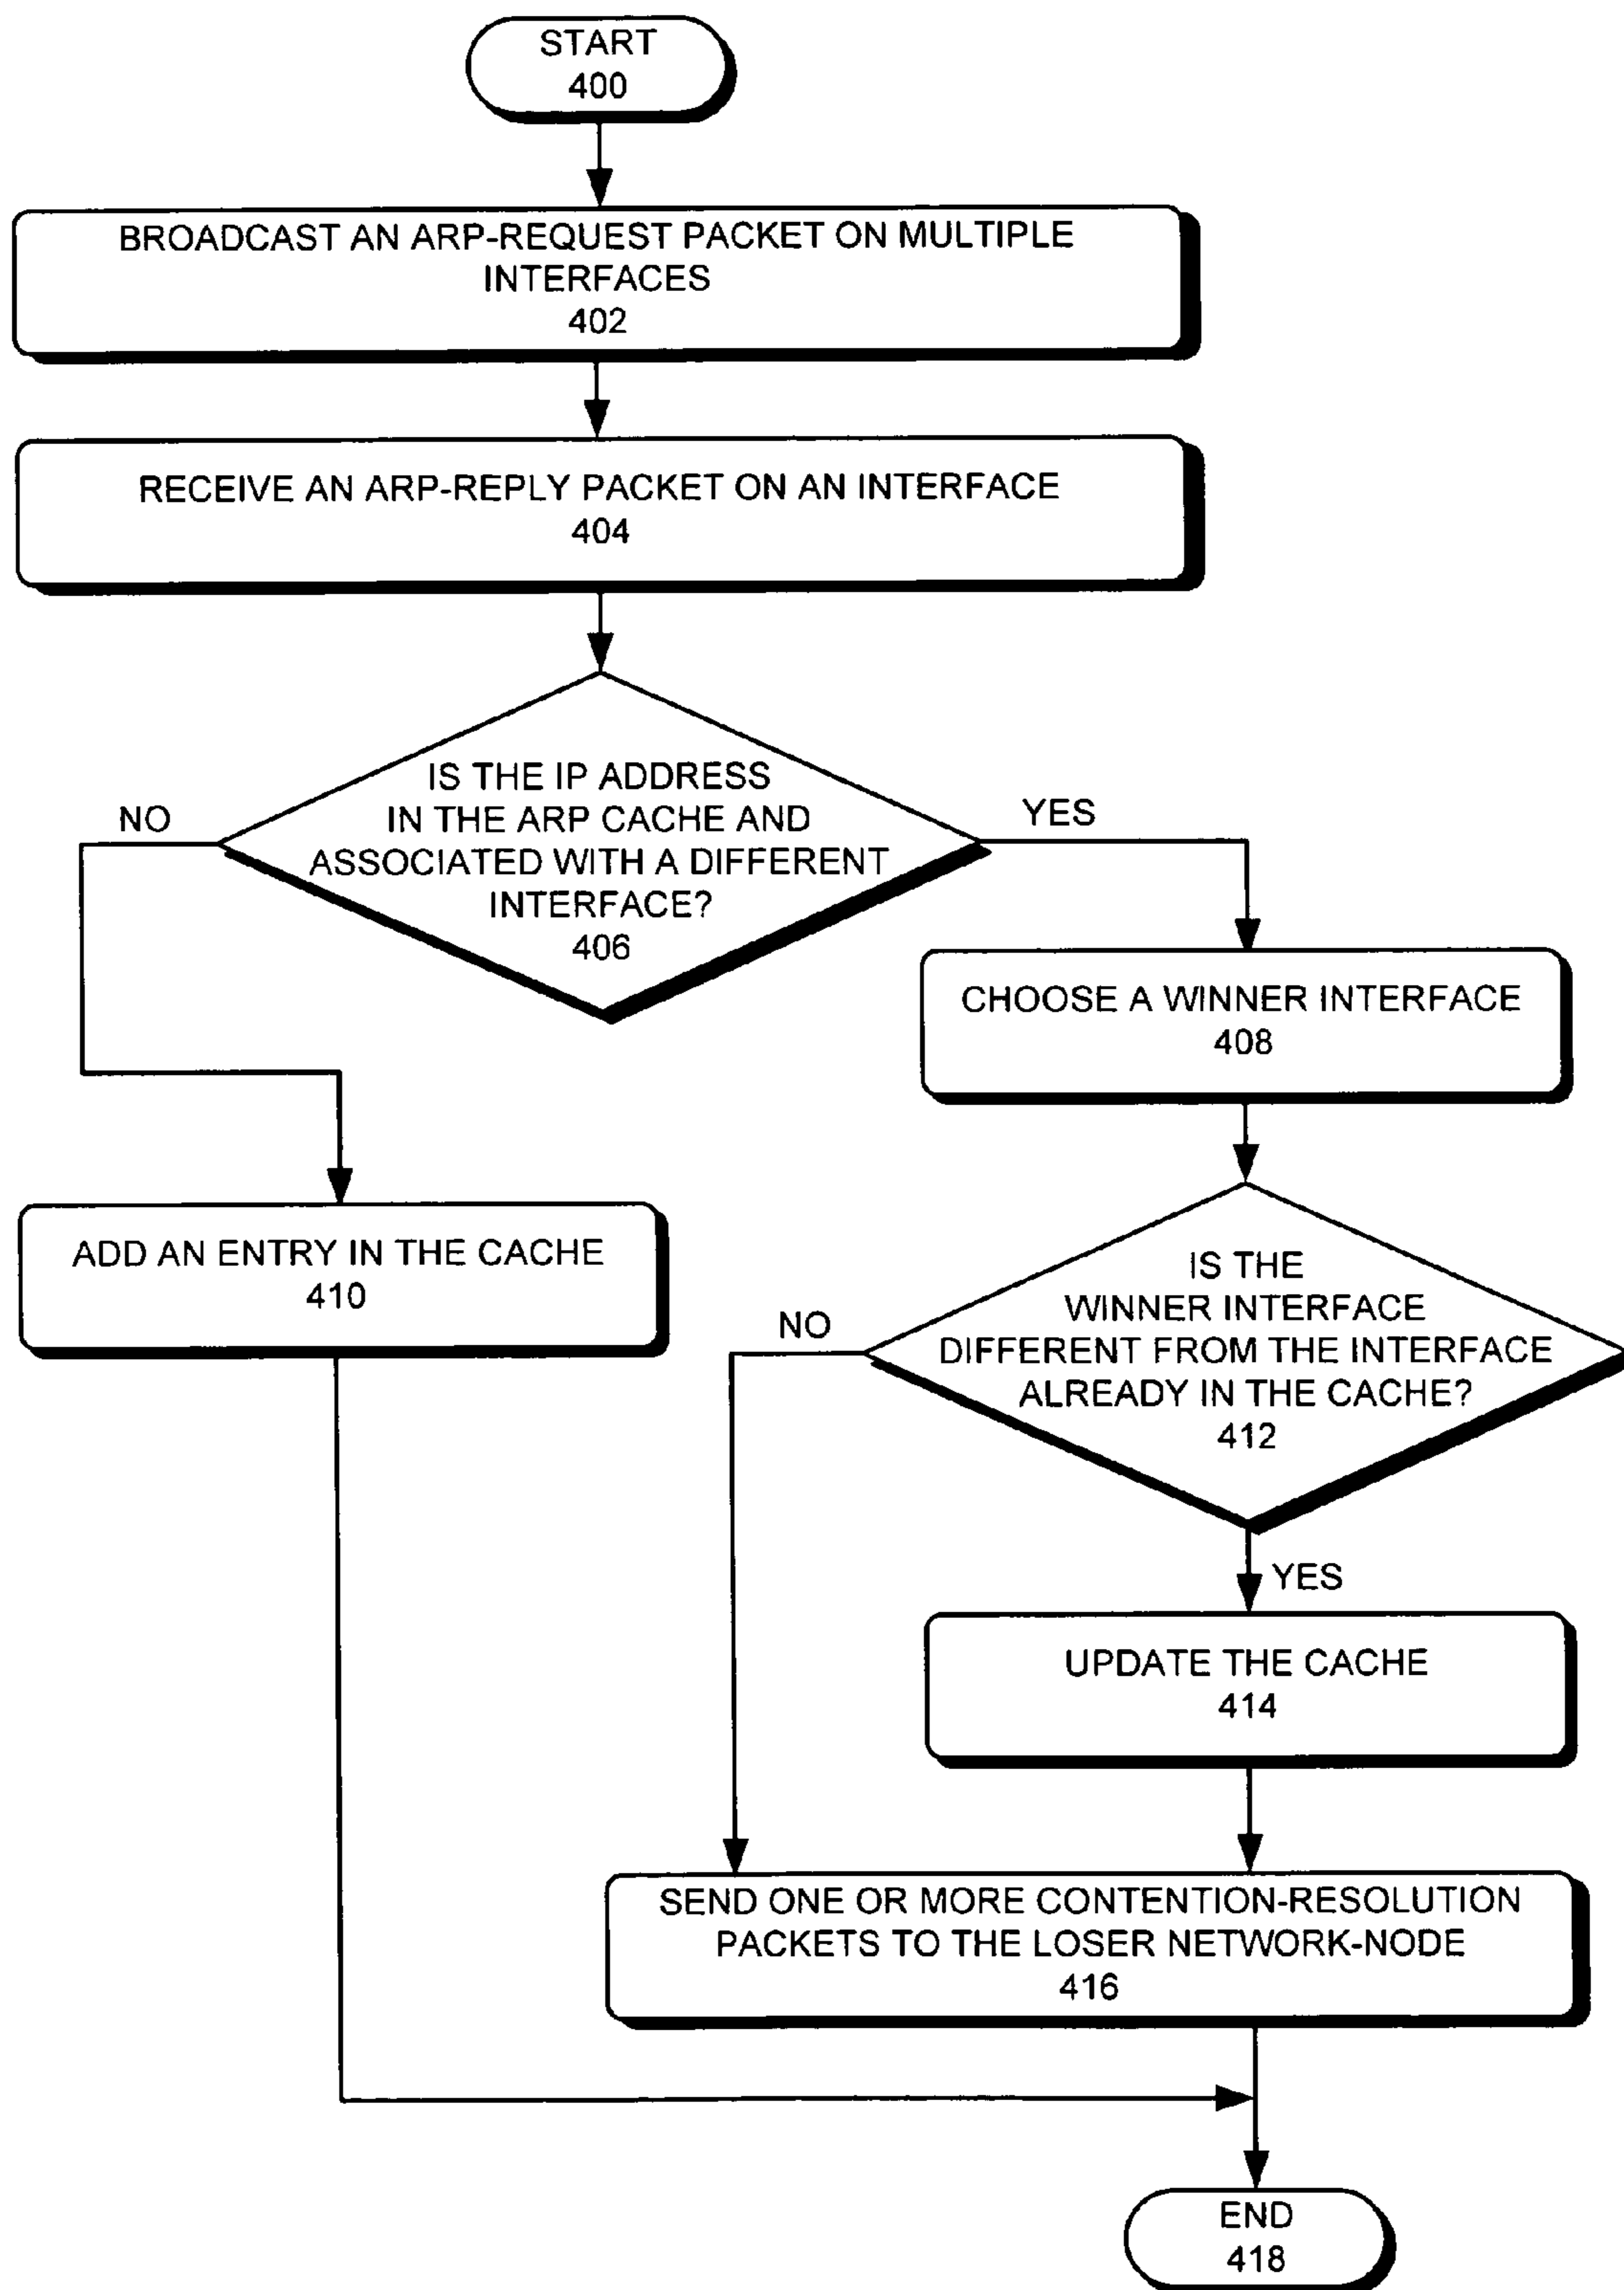 START
400
BROADCAST AN ARP-REQUEST PACKET ON MULTIPLE
INTERFACES
402
RECEIVE AN ARP-REPLY PACKET ON AN INTERFACE
404
IS THE IP ADDRESS
IN THE ARP CACHE AND
ASSOCIATED WITH A DIFFERENT
INTERFACE?
406
NO
YES
CHOOSE A WINNER INTERFACE
408
ADD AN ENTRY IN THE CACHE
410
IS THE
WINNER INTERFACE
DIFFERENT FROM THE INTERFACE
ALREADY IN THE CACHE?
412
NO
YES
UPDATE THE CACHE
414
SEND ONE OR MORE CONTENTION-RESOLUTION
PACKETS TO THE LOSER NETWORK-NODE
416
END
418